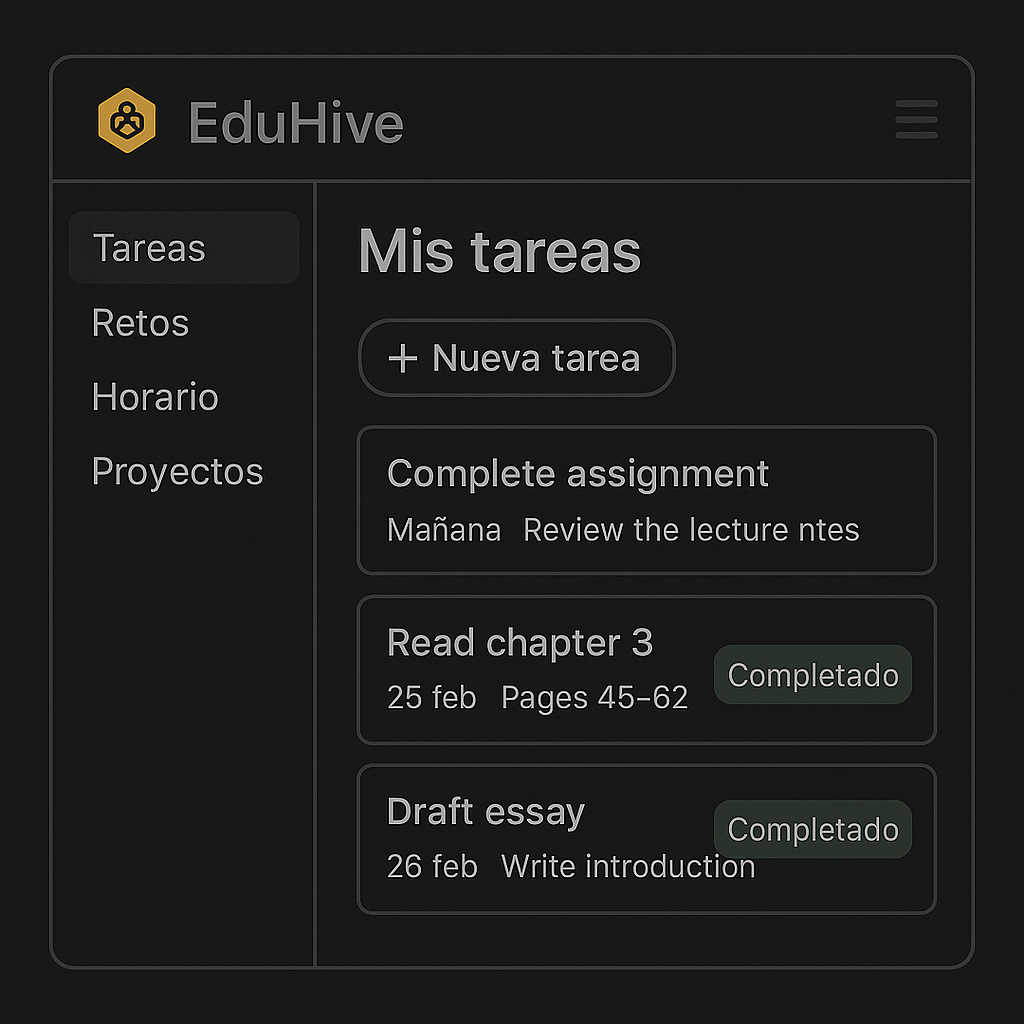 EduHive
Tareas
Retos
Horario
Proyectos
Mis tareas
+ Nueva tarea
Complete assignment
Mañana Review the lecture ntes
Read chapter 3
25 feb Pages 45–62
Completado
Draft essay
Completado
26 feb Write introduction